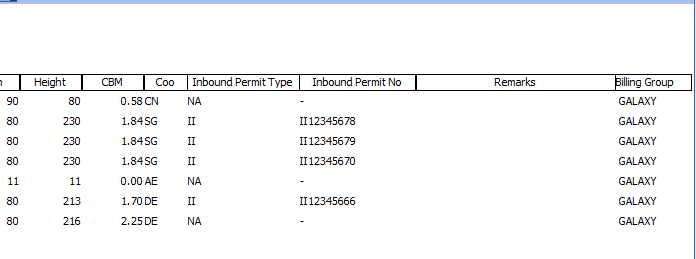 Height CBM Coo Inbound Permit Type Inbound Permit No Remarks Billing Group
90 80 0.58 CN NA - GALAXY
80 230 1.84 SG II II12345678 GALAXY
80 230 1.84 SG II II12345679 GALAXY
80 230 1.84 SG II II12345670 GALAXY
11 11 0.00 AE NA - GALAXY
80 213 1.70 DE II II12345666 GALAXY
80 216 2.25 DE NA - GALAXY